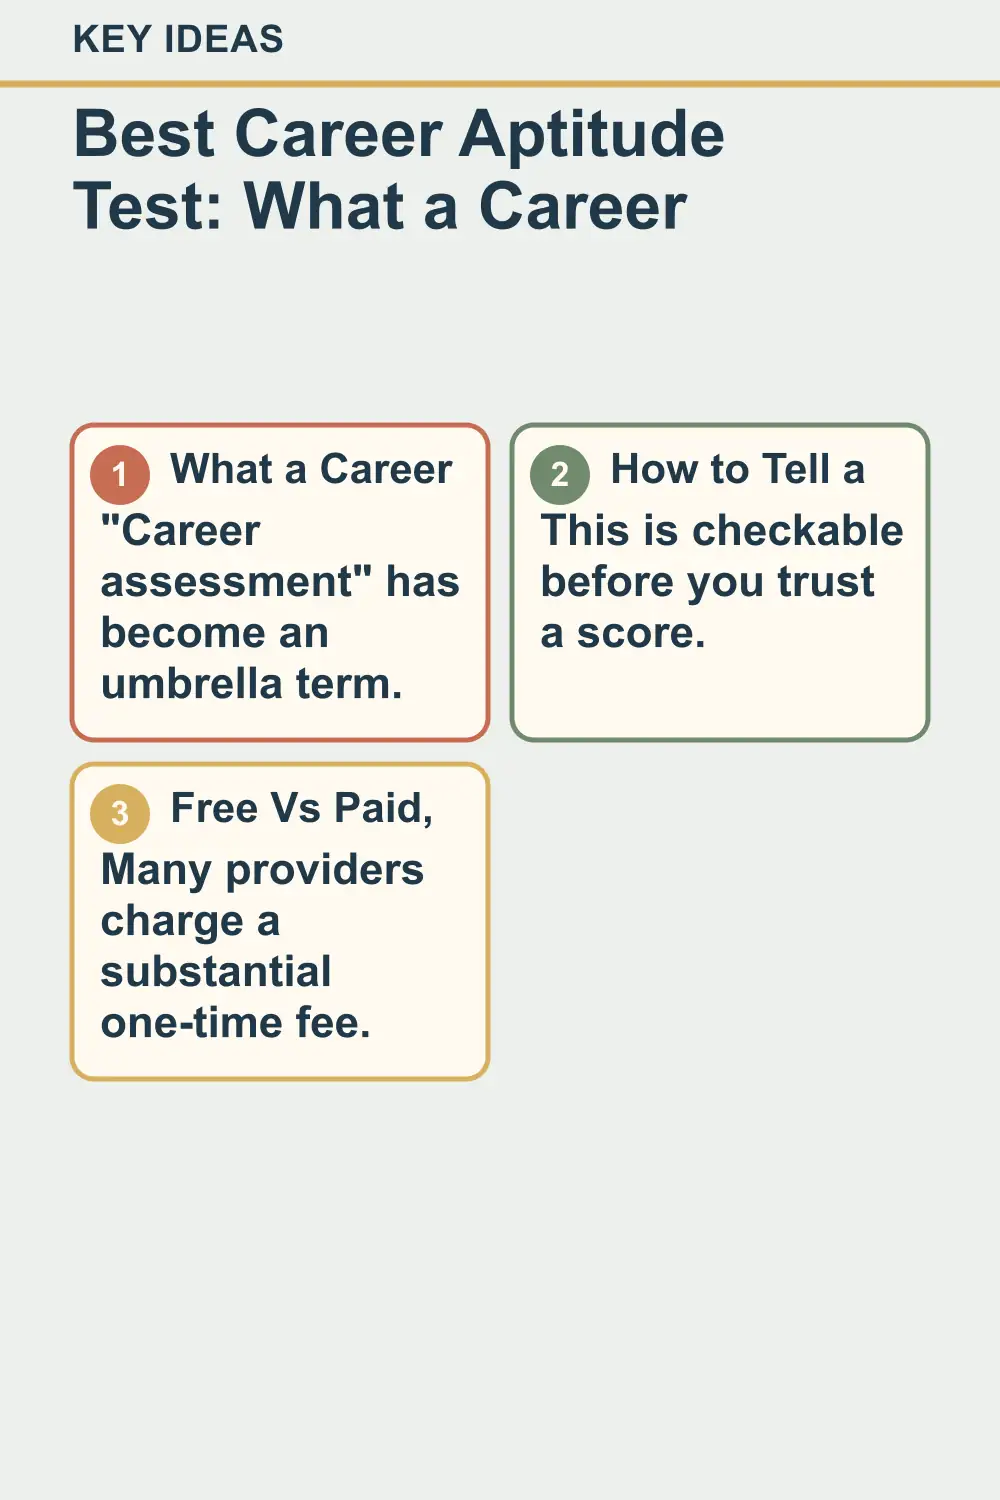 KEY IDEAS
Best Career Aptitude
Test: What a Career
1 What a Career
"Career
assessment" has
become an
umbrella term.
2 How to Tell a
This is checkable
before you trust
a score.
3 Free Vs Paid,
Many providers
charge a
substantial
one-time fee.